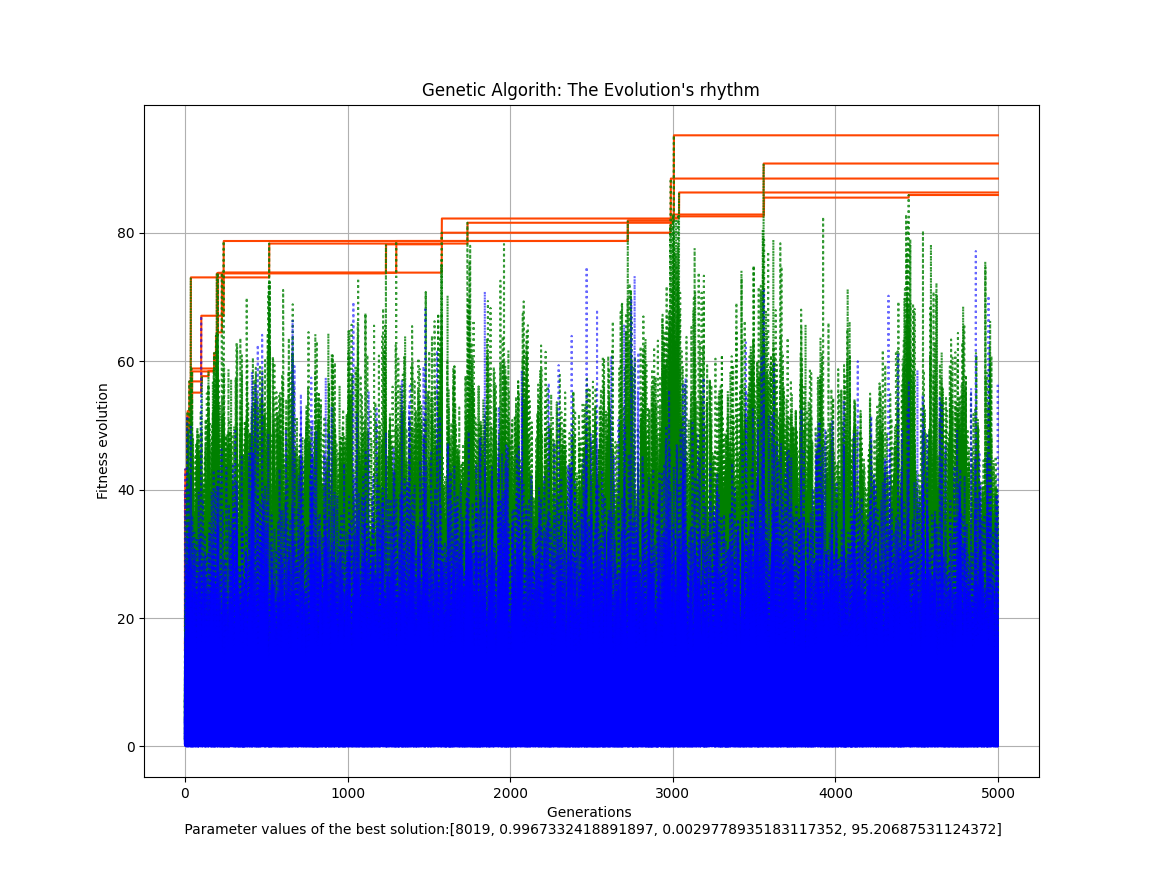 Genetic Algorith: The Evolution's rhythm
Fitness evolution
80
60
40
20
0
0 1000 2000 3000 4000 5000
Generations
Parameter values of the best solution:[8019, 0.9967332418891897, 0.0029778935183117352, 95.20687531124372]